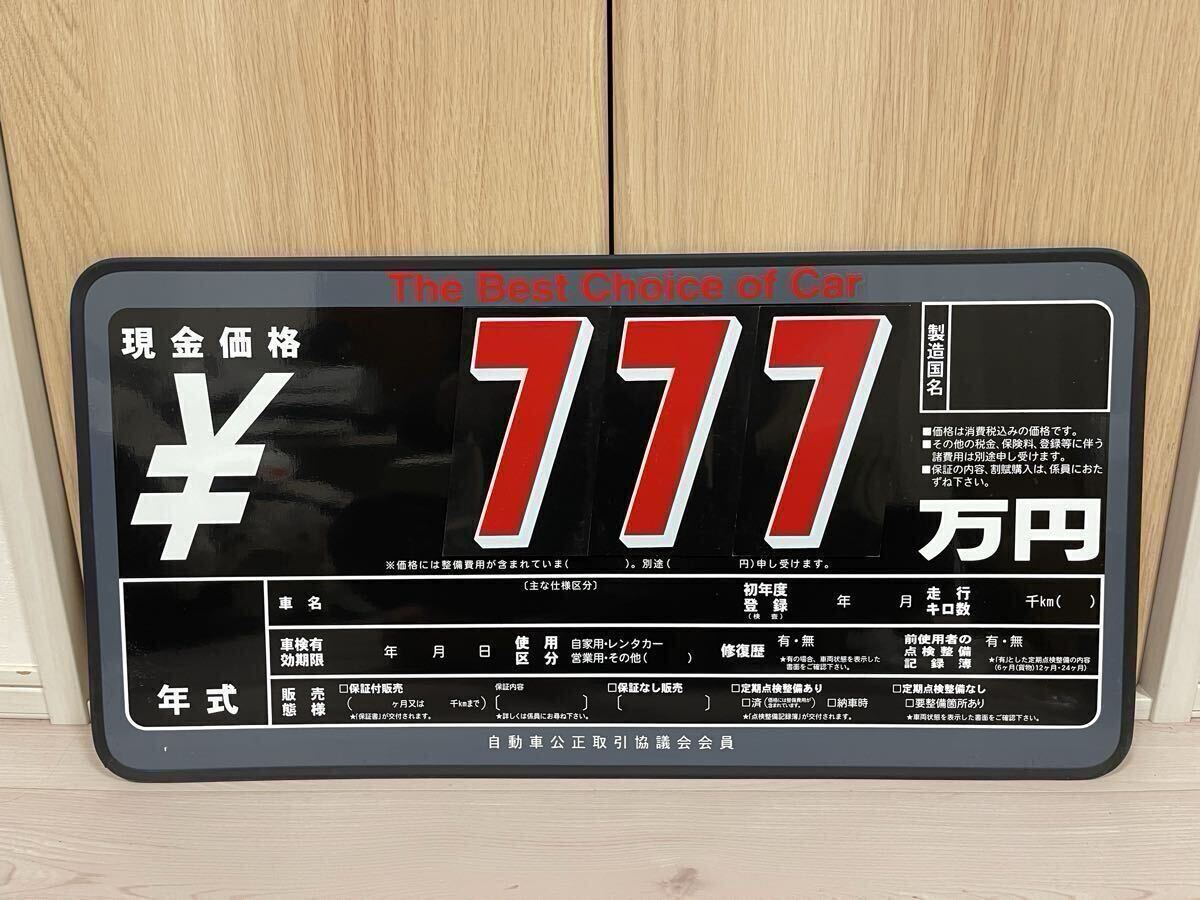 The Best Choice of Car
現金価格
¥
777
万円
製造国名
■価格は消費税込みの価格です。
■その他の税金、保険料、登録等に伴う
諸費用は別途申し受けます。
■保証の内容、割賦購入は、係員におた
ずね下さい。
※価格には整備費用が含まれていま( )。別途( 円)申し受けます。
年式
車名
〔主な仕様区分〕
初年度
登録
(検査)
年 月
走行
キロ数
千km( )
車検有
効期限
年 月 日
使用
区分
自家用・レンタカー
営業用・その他( )
修復歴
有・無
★有の場合、車両状態を表示した
書面をご確認下さい。
前使用者の
点検整備
記録簿
有・無
★「有」とした定期点検整備の内容
(6ヶ月(貨物)12ヶ月・24ヶ月)
販売
態様
□保証付販売
( ヶ月又は 千kmまで)
★「保証書」が交付されます。
保証内容
[ ]
★詳しくは係員にお尋ね下さい。
□保証なし販売
[ ]
□定期点検整備あり
□済(価格には整備費用が
含まれています。) □納車時
★「点検整備記録簿」が交付されます。
□定期点検整備なし
□要整備箇所あり
★車両状態を表示した書面をご確認下さい。
自動車公正取引協議会会員
r